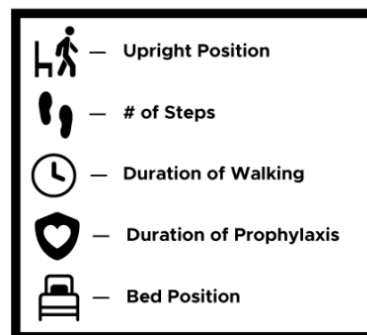 — Upright Position
— # of Steps
— Duration of Walking
— Duration of Prophylaxis
— Bed Position